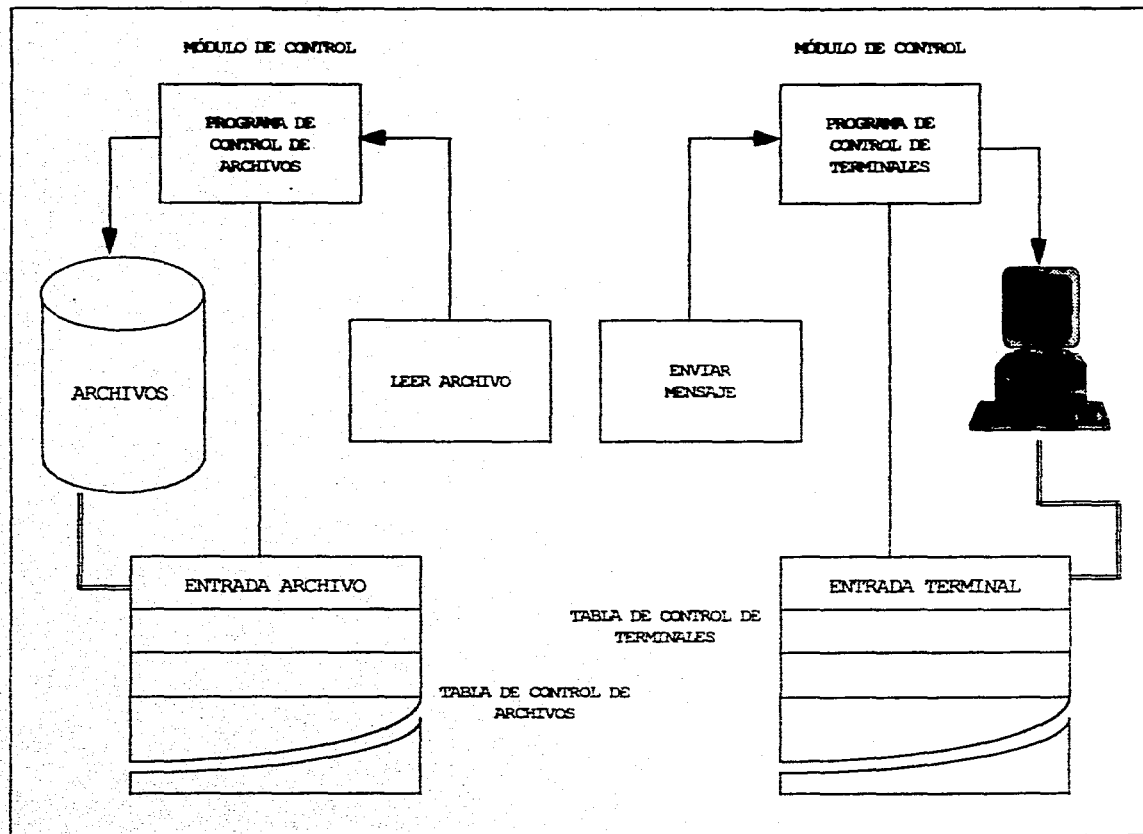 MÓDULO DE CONTROL
PROGRAMA DE
CONTROL DE
ARCHIVOS
ARCHIVOS
LEER ARCHIVO
ENTRADA ARCHIVO
TABLA DE CONTROL DE
ARCHIVOS
MÓDULO DE CONTROL
PROGRAMA DE
CONTROL DE
TERMINALES
ENVIAR
MENSAJE
ENTRADA TERMINAL
TABLA DE CONTROL DE
TERMINALES